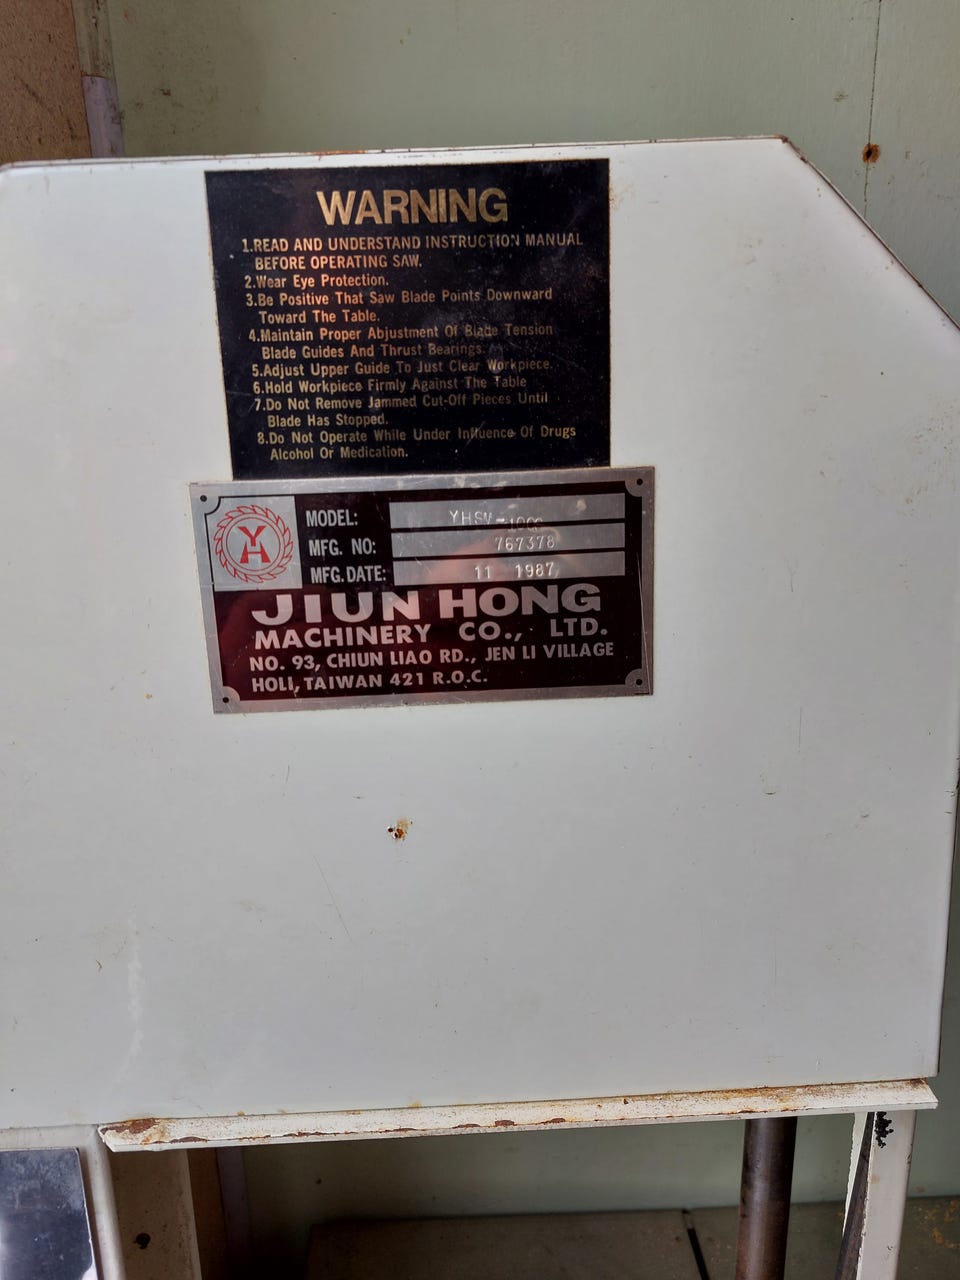 WARNING
1.READ AND UNDERSTAND INSTRUCTION MANUAL
BEFORE OPERATING SAW.
2.Wear Eye Protection.
3.Be Positive That Saw Blade Points Downward
Toward The Table.
4.Maintain Proper Abjustment Of Blade Tension
Blade Guides And Thrust Bearings.
5.Adjust Upper Guide To Just Clear Workpiece.
6.Hold Workpiece Firmly Against The Table
7.Do Not Remove Jammed Cut-Off Pieces Until
Blade Has Stopped.
8.Do Not Operate While Under Influence Of Drugs
Alcohol Or Medication.
YH
MODEL:
MFG. NO: 767378
MFG. DATE: 11 1987
JIUN HONG
MACHINERY CO., LTD.
NO. 93, CHIUN LIAO RD., JEN LI VILLAGE
HOLI, TAIWAN 421 R.O.C.